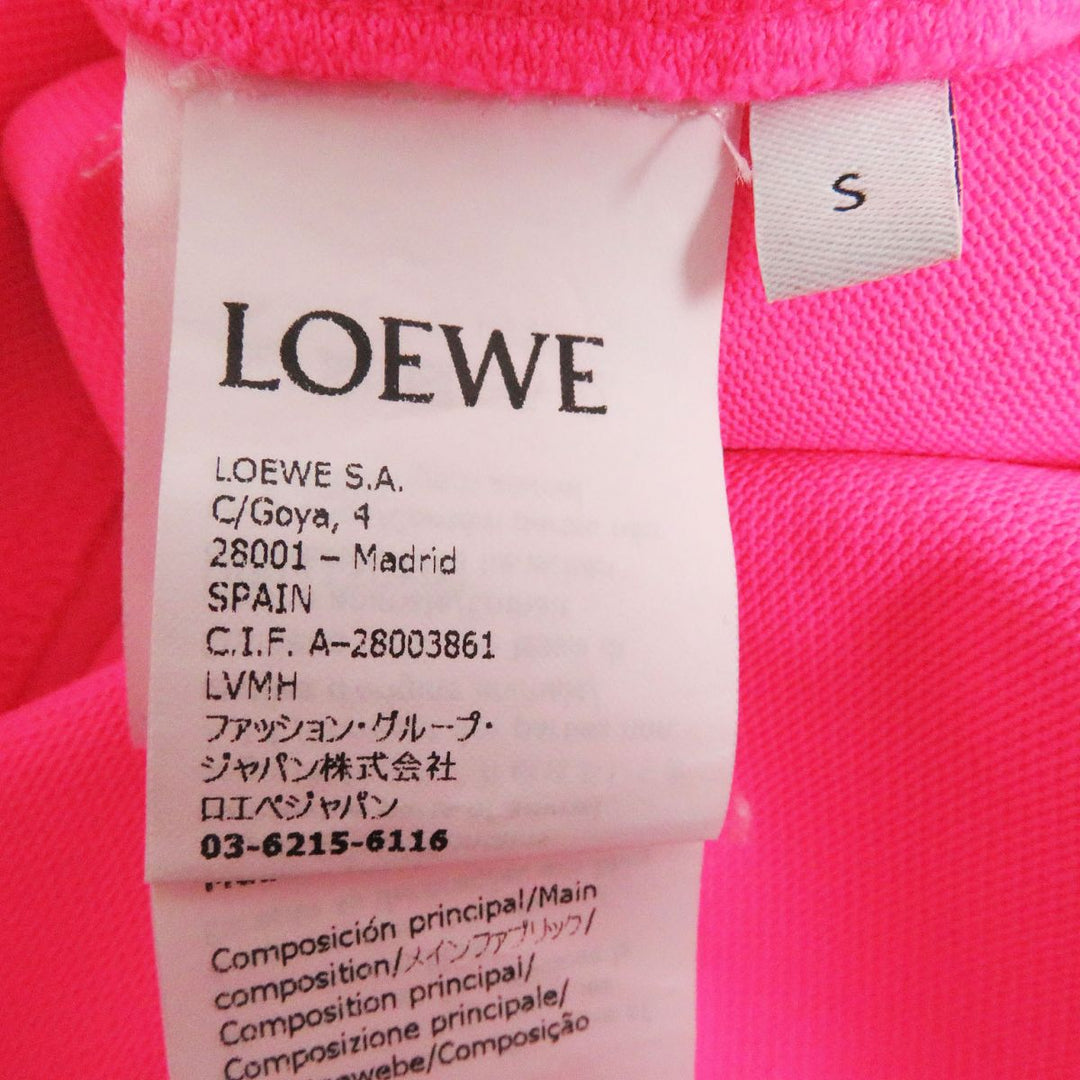 S
LOEWE
LOEWE S.A.
C/Goya, 4
28001 – Madrid
SPAIN
C.I.F. A–28003861
LVMH
ファッション・グループ・
ジャパン株式会社
ロエベジャパン
03-6215-6116
Composición principal/Main
composition/メインファブリック/
Composition principal/
Composizione principale/
/Composição